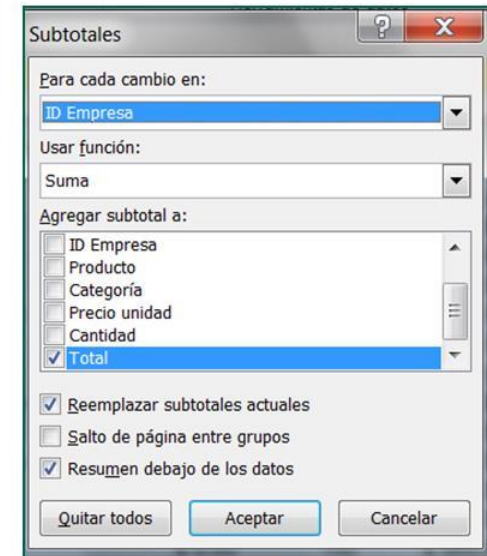 Subtotales
Para cada cambio en:
ID Empresa
Usar función:
Suma
Agregar subtotal a:
ID Empresa
Producto
Categoría
Precio unidad
Cantidad
Total
Reemplazar subtotales actuales
Salto de página entre grupos
Resumen debajo de los datos
Quitar todos Aceptar Cancelar